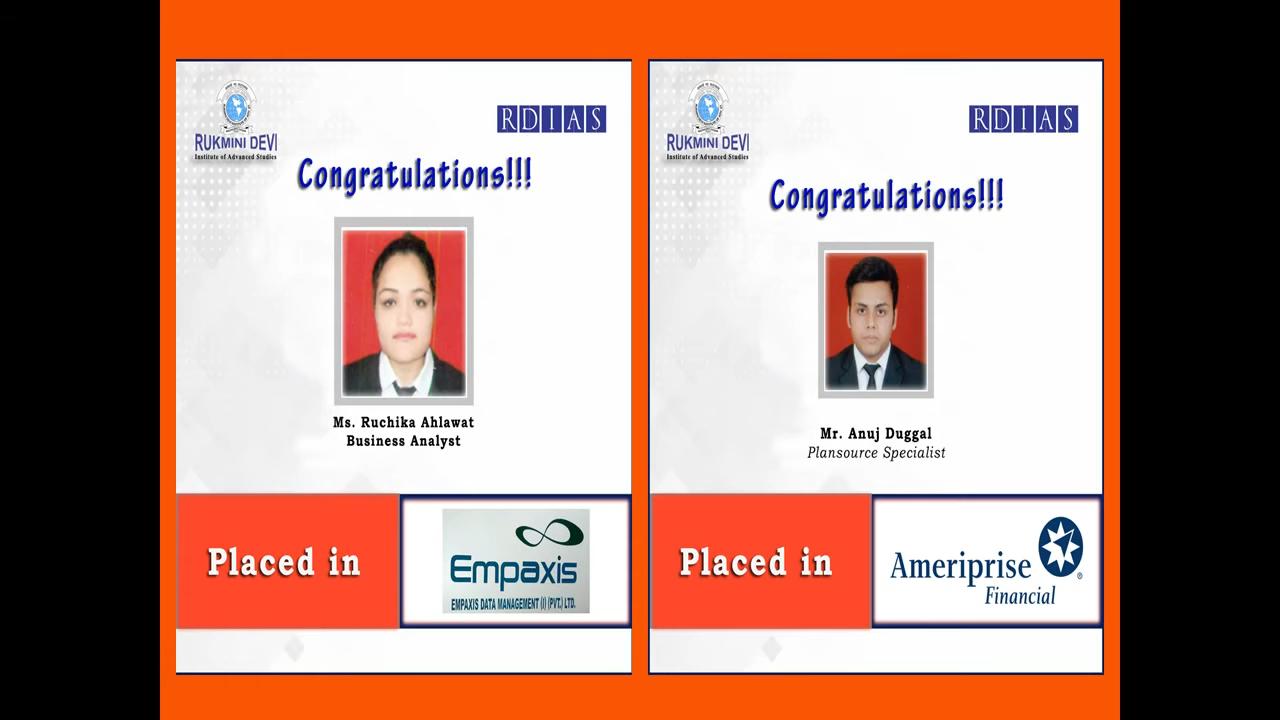 RUKMINI DEVI
Institute of Advanced Studies
RDIAS
Congratulations!!!
Ms. Ruchika Ahlawat
Business Analyst
Placed in
Empaxis
EMPAXIS DATA MANAGEMENT (I) (PVT.) LTD.
RUKMINI DEVI
Institute of Advanced Studies
RDIAS
Congratulations!!!
Mr. Anuj Duggal
Plansource Specialist
Placed in
Ameriprise
Financial